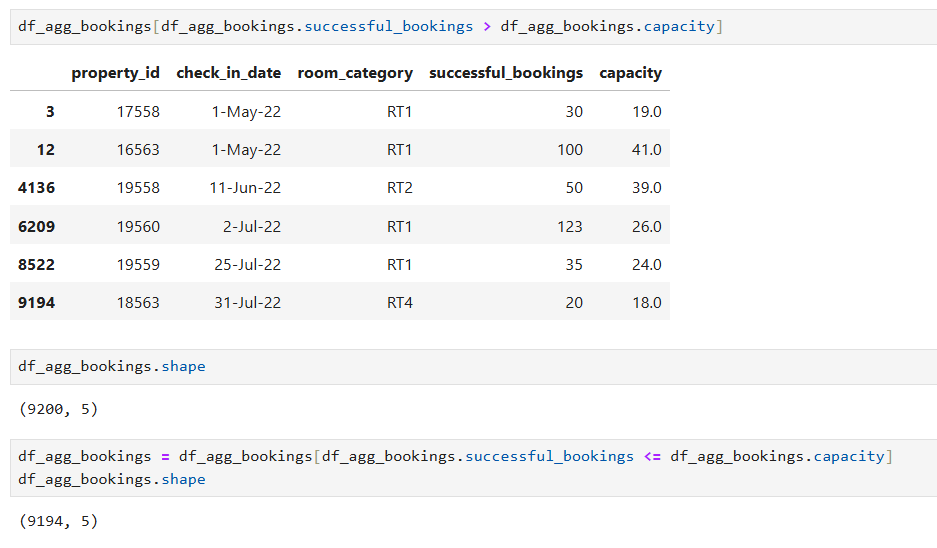 df_agg_bookings[df_agg_bookings.successful_bookings > df_agg_bookings.capacity]
property_id check_in_date room_category successful_bookings capacity
3 17558 1-May-22 RT1 30 19.0
12 16563 1-May-22 RT1 100 41.0
4136 19558 11-Jun-22 RT2 50 39.0
6209 19560 2-Jul-22 RT1 123 26.0
8522 19559 25-Jul-22 RT1 35 24.0
9194 18563 31-Jul-22 RT4 20 18.0
df_agg_bookings.shape
(9200, 5)
df_agg_bookings = df_agg_bookings[df_agg_bookings.successful_bookings <= df_agg_bookings.capacity]
df_agg_bookings.shape
(9194, 5)